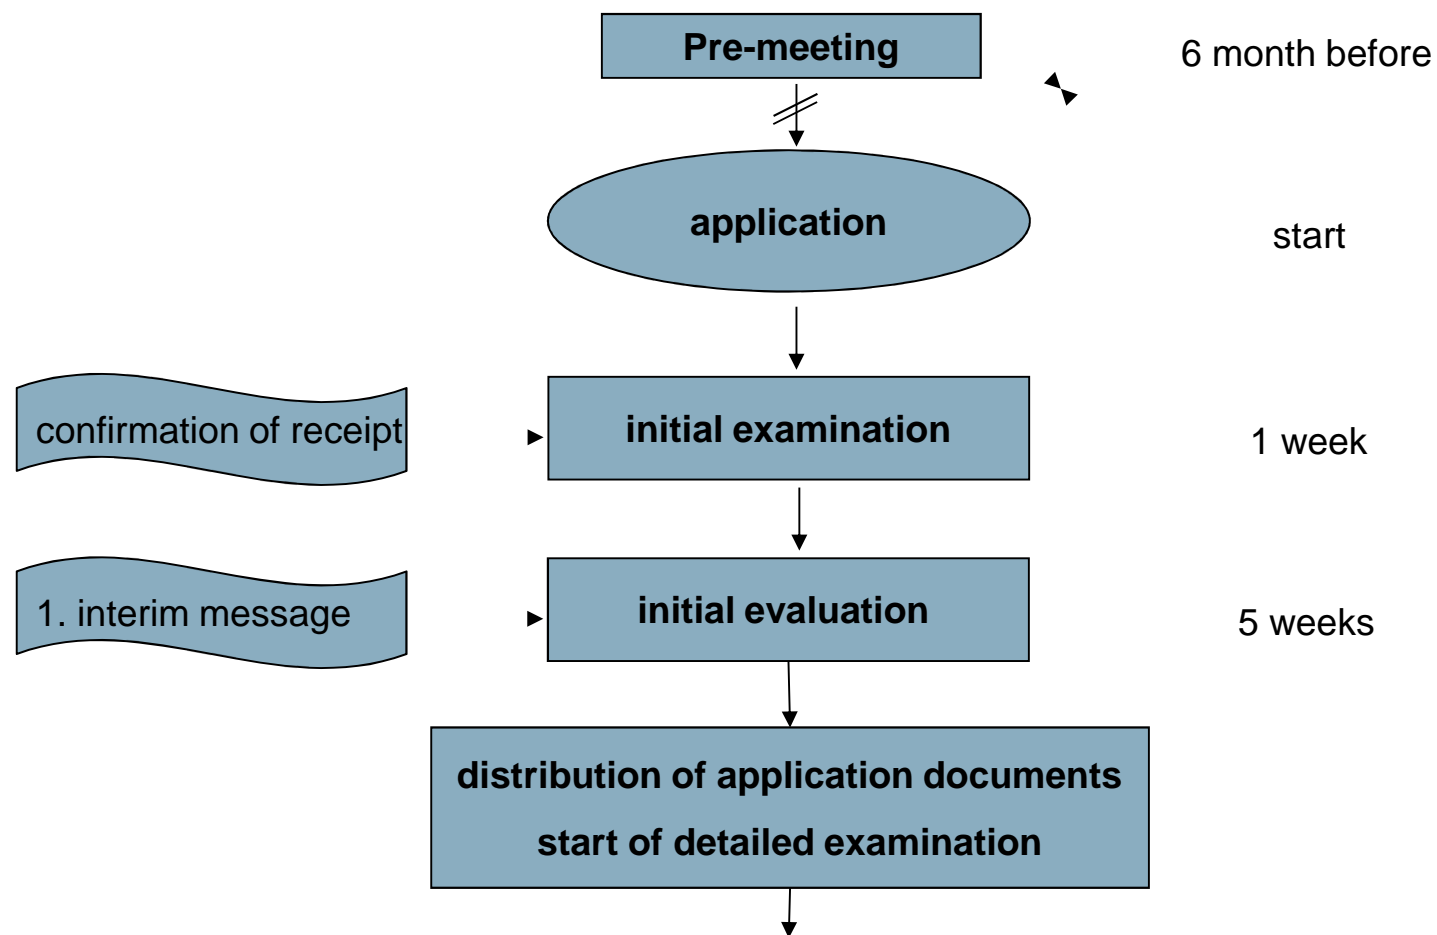 Pre-meeting
6 month before
application
start
confirmation of receipt
initial examination
1 week
1. interim message
initial evaluation
5 weeks
distribution of application documents
start of detailed examination